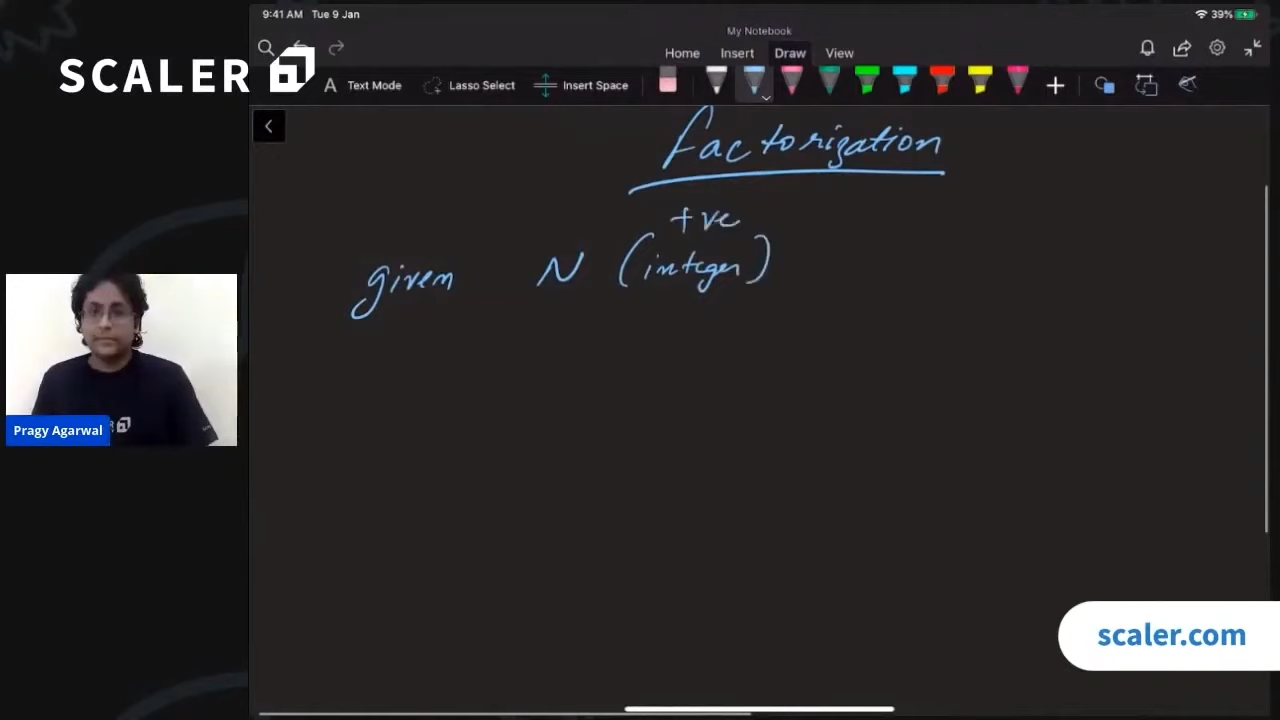 9:41 AM Tue 9 Jan
39%
My Notebook
SCALER
Home Insert Draw View
Text Mode Lasso Select Insert Space
factorization
+ve
given N (integer)
Pragy Agarwal
scaler.com